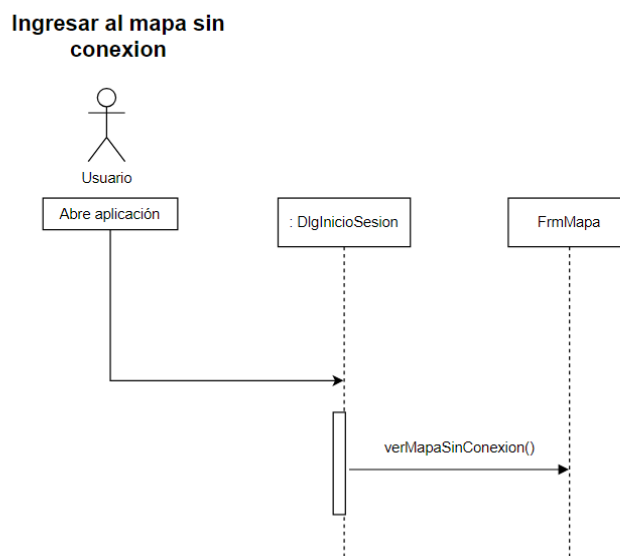 Ingresar al mapa sin
conexion
Usuario
Abre aplicación
: DlgInicioSesion
FrmMapa
verMapaSinConexion()